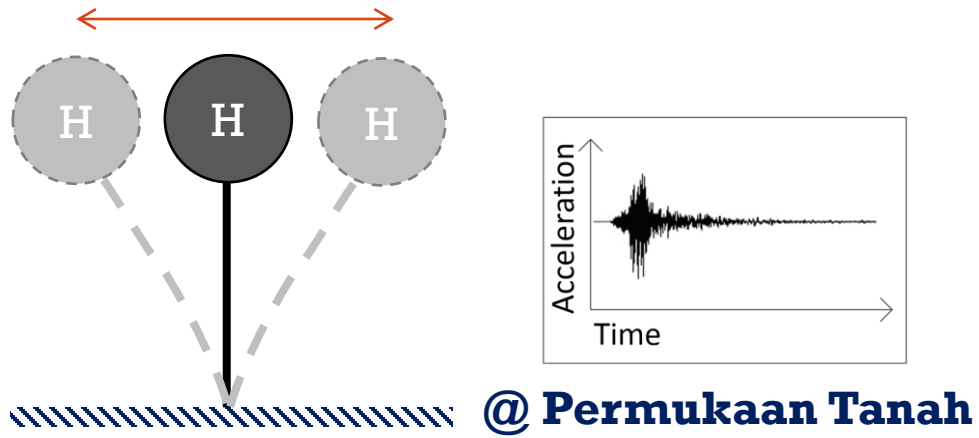 H
H
H
Acceleration
Time
@ Permukaan Tanah